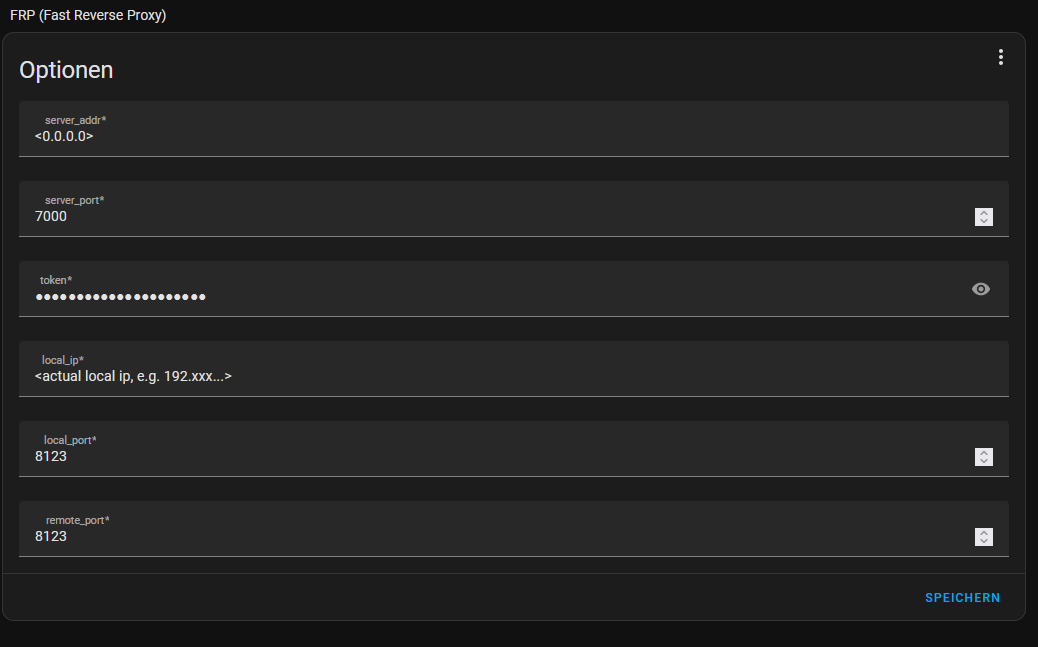 FRP (Fast Reverse Proxy)
Optionen
server_addr*
<0.0.0.0>
server_port*
7000
token*
●●●●●●●●●●●●●●●●●●●●●
local_ip*
<actual local ip, e.g. 192.xxx...>
local_port*
8123
remote_port*
8123
SPEICHERN